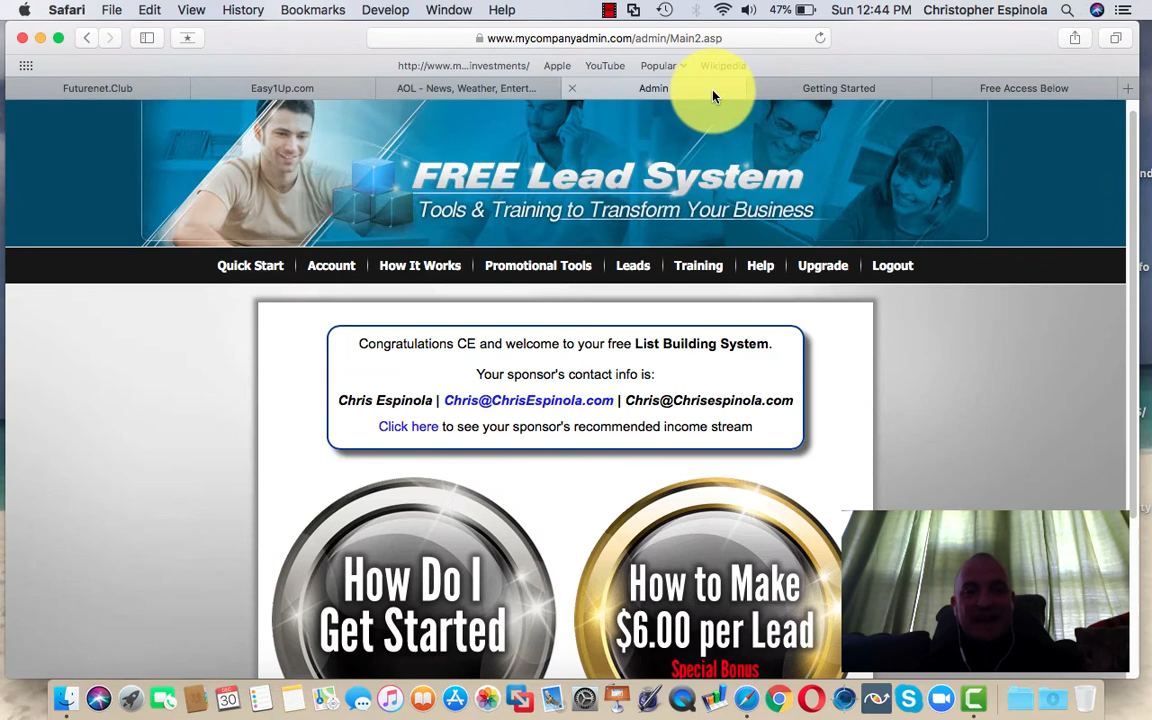 Safari File Edit View History Bookmarks Develop Window Help 47% Sun 12:44 PM Christopher Espinola
www.mycompanyadmin.com/admin/Main2.asp
http://www.m...investments/ Apple YouTube Popular Wikipedia
Futurenet.Club Easy1Up.com AOL - News, Weather, Entert... Admin Getting Started Free Access Below
FREE Lead System
Tools & Training to Transform Your Business
Quick Start Account How It Works Promotional Tools Leads Training Help Upgrade Logout
Congratulations CE and welcome to your free List Building System.
Your sponsor's contact info is:
Chris Espinola | Chris@ChrisEspinola.com | Chris@Chrisespinola.com
Click here to see your sponsor's recommended income stream
How Do I
Get Started
How to Make
$6.00 per Lead
Special Bonus
SEP
30